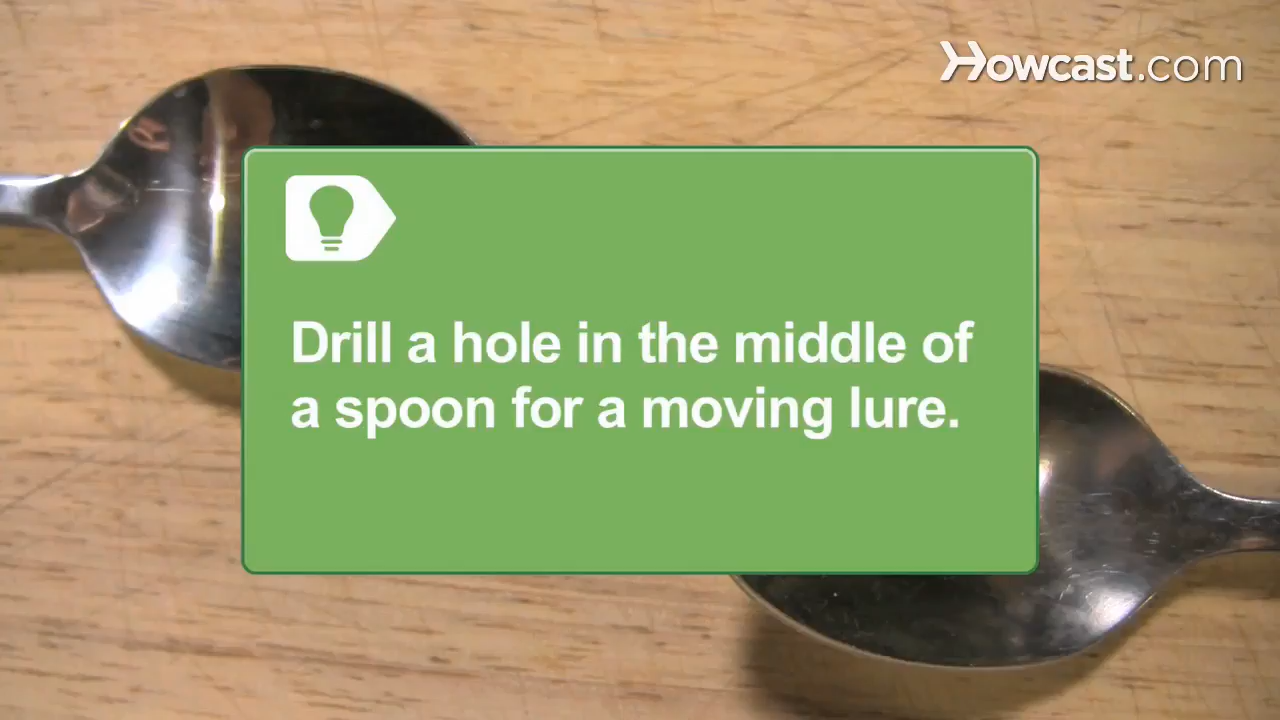 Howcast.com
Drill a hole in the middle of
a spoon for a moving lure.